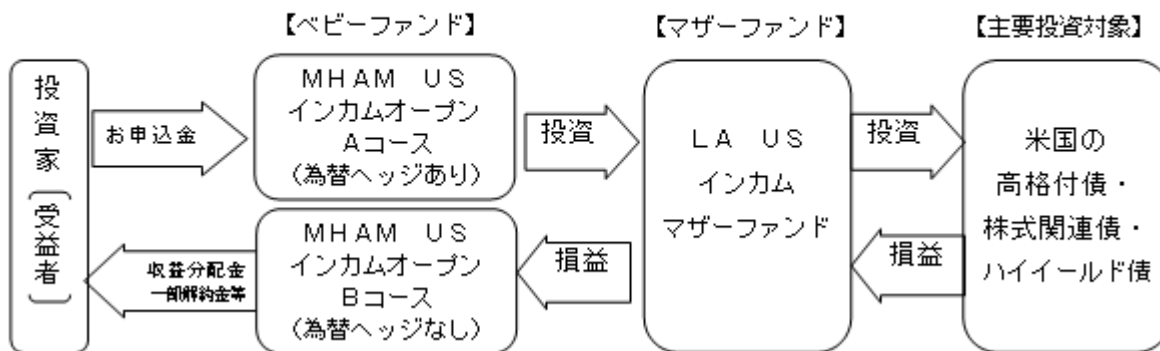 【ベビーファンド】
【マザーファンド】
【主要投資対象】
投資家〔受益者〕
お申込金
ＭＨＡＭ　ＵＳ
インカムオープン
Ａコース
（為替ヘッジあり）
投資
ＬＡ　ＵＳ
インカム
マザーファンド
投資
米国の
高格付債・
株式関連債・
ハイイールド債
収益分配金
一部解約金等
ＭＨＡＭ　ＵＳ
インカムオープン
Ｂコース
（為替ヘッジなし）
損益
損益